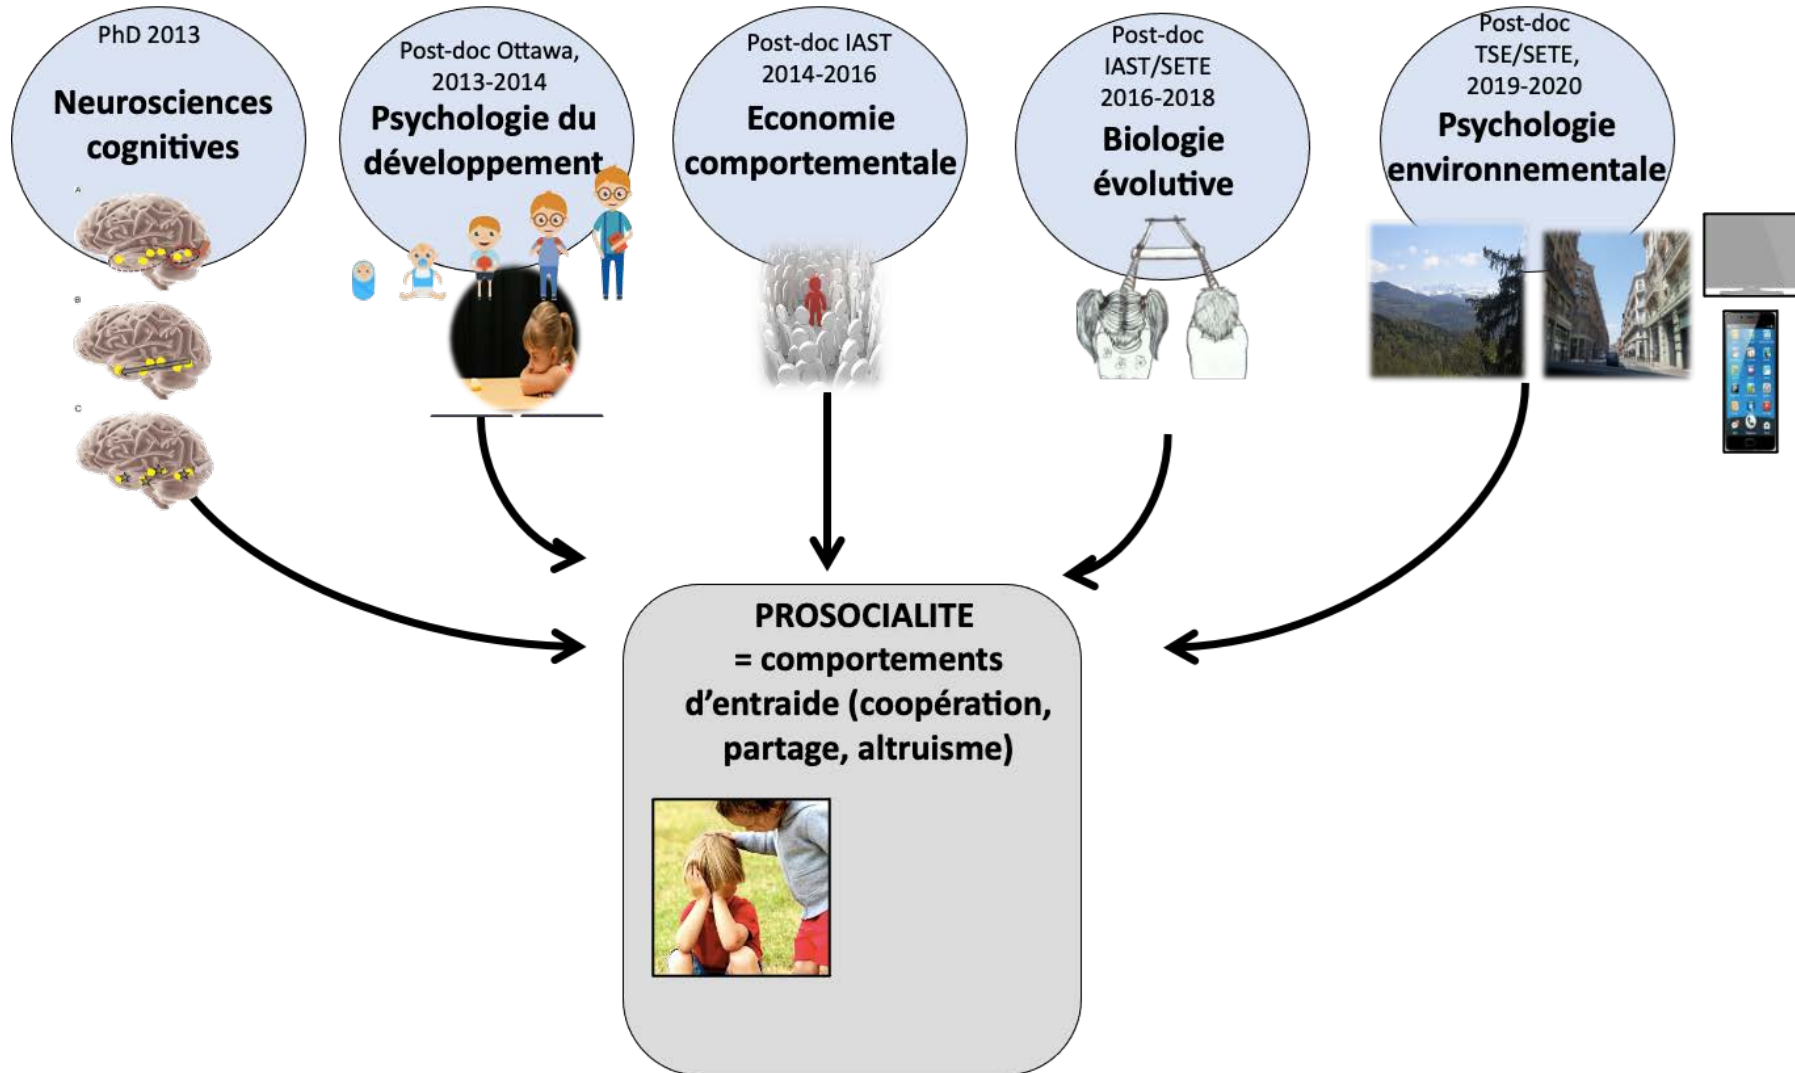 PhD 2013
Neurosciences
cognitives
A
B
C
Post-doc Ottawa,
2013-2014
Psychologie du
développement
Post-doc IAST
2014-2016
Economie
comportementale
Post-doc
IAST/SETE
2016-2018
Biologie
évolutive
Post-doc
TSE/SETE,
2019-2020
Psychologie
environnementale
PROSOCIALITE
= comportements
d’entraide (coopération,
partage, altruisme)